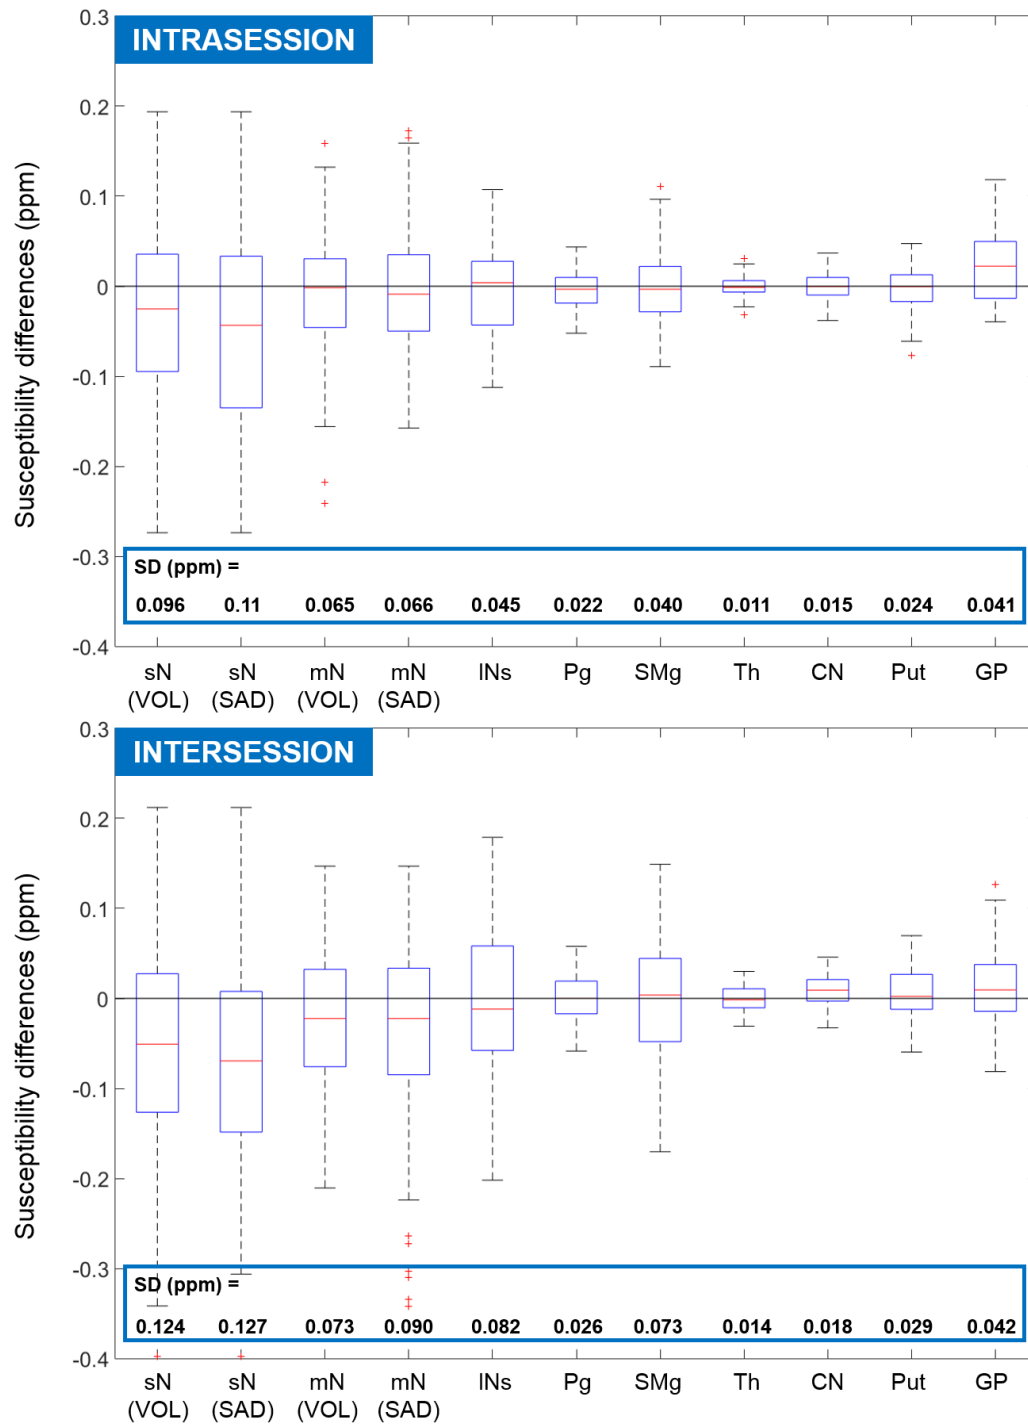 INTRASESSION
Susceptibility differences (ppm)
0.3
0.2
0.1
0
-0.1
-0.2
-0.3
-0.4
SD (ppm) =
0.096 0.11 0.065 0.066 0.045 0.022 0.040 0.011 0.015 0.024 0.041
sN mN mN INs Pg SMg Th CN Put GP
sN
(VOL) (SAD) (VOL) (SAD)
INTERSESSION
Susceptibility differences (ppm)
0.3
0.2
0.1
0
-0.1
-0.2
-0.3
-0.4
SD (ppm) =
0.124 0.127 0.073 0.090 0.082 0.026 0.073 0.014 0.018 0.029 0.042
sN sN mN mN INs Pg SMg Th CN Put GP
(VOL) (SAD) (VOL) (SAD)